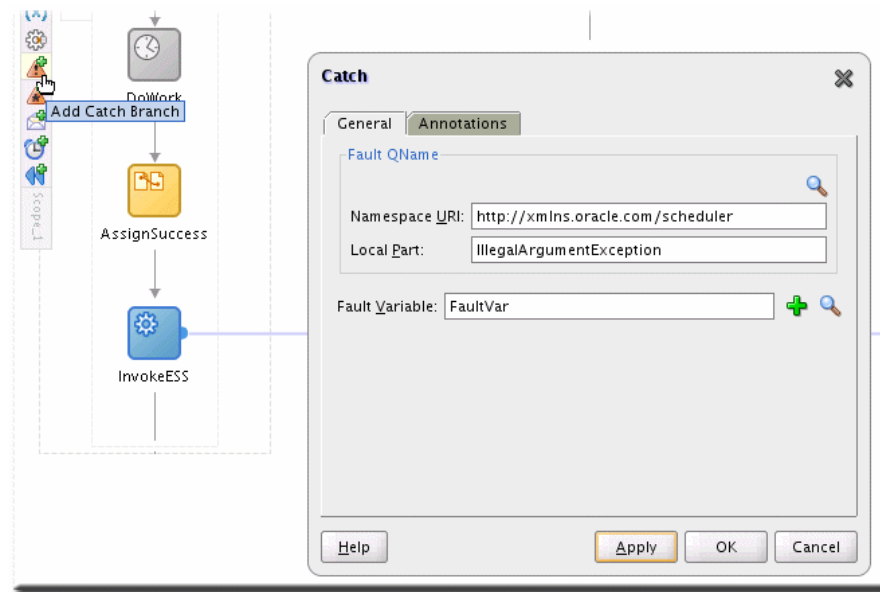 (x)
DoWork
Add Catch Branch
Scope_1
AssignSuccess
InvokeESS
Catch
General
Annotations
Fault QName
Namespace URI: http://xmlns.oracle.com/scheduler
Local Part: IllegalArgumentException
Fault Variable: FaultVar
Help
Apply
OK
Cancel